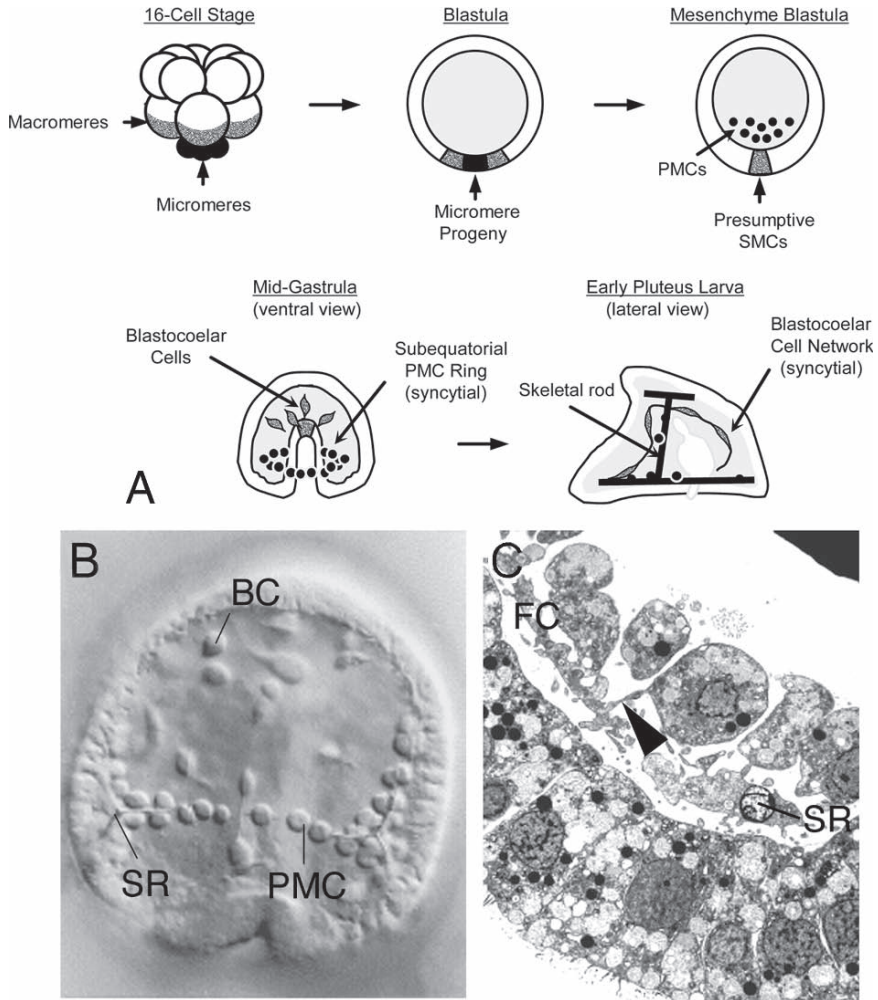 16-Cell Stage
Blastula
Mesenchyme Blastula
Macromeres
Micromeres
Micromere
Progeny
PMCs
Presumptive
SMCs
Mid-Gastrula
(ventral view)
Early Pluteus Larva
(lateral view)
Blastocoelar
Cells
Subequatorial
PMC Ring
(syncytial)
Skeletal rod
Blastocoelar
Cell Network
(syncytial)
A
B
BC
SR
PMC
C
FC
SR